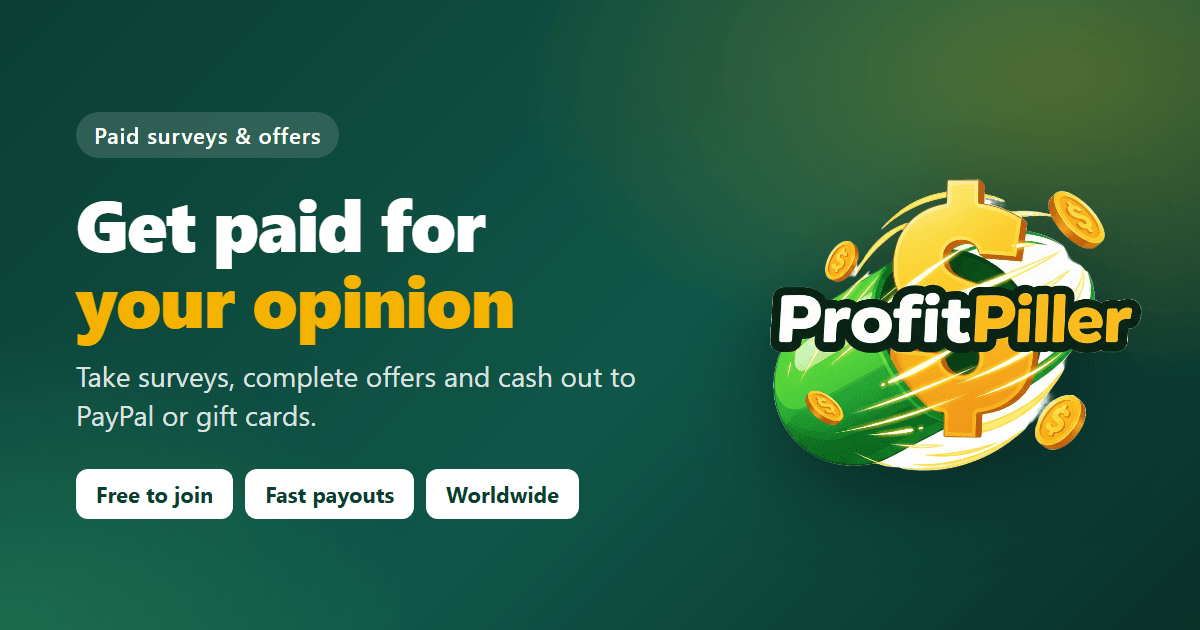 Paid surveys & offers
Get paid for
your opinion
Take surveys, complete offers and cash out to
PayPal or gift cards.
Free to join
Fast payouts
Worldwide
ProfitPiller